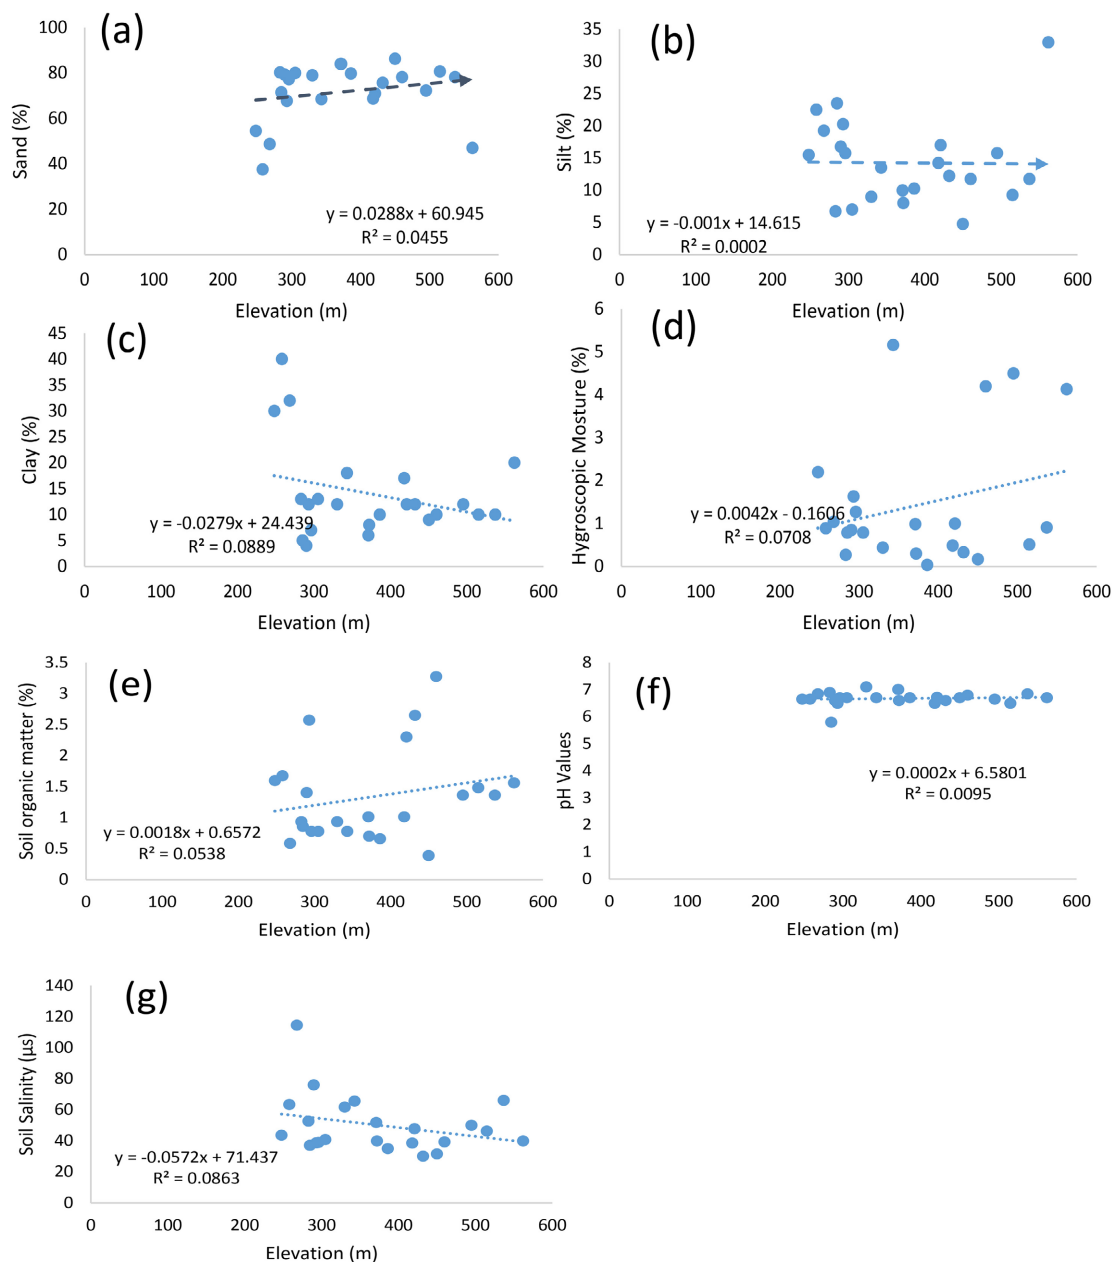 (a)
100
80
60
40
20
0
Sand (%)
y = 0.0288x + 60.945
R² = 0.0455
0 100 200 300 400 500 600
Elevation (m)
(b)
35
30
25
20
15
10
5
0
Silt (%)
y = -0.001x + 14.615
R² = 0.0002
0 100 200 300 400 500 600
Elevation (m)
(c)
45
40
35
30
25
20
15
10
5
0
Clay (%)
y = -0.0279x + 24.439
R² = 0.0889
0 100 200 300 400 500 600
Elevation (m)
(d)
6
5
4
3
2
1
0
Hygroscopic Mosture (%)
y = 0.0042x - 0.1606
R² = 0.0708
0 200 400 600
Elevation (m)
(e)
3.5
3
2.5
2
1.5
1
0.5
0
Soil organic matter (%)
y = 0.0018x + 0.6572
R² = 0.0538
0 100 200 300 400 500 600
Elevation (m)
(f)
8
7
6
5
4
3
2
1
0
pH Values
y = 0.0002x + 6.5801
R² = 0.0095
0 100 200 300 400 500 600
Elevation (m)
(g)
140
120
100
80
60
40
20
0
Soil Salinity (µs)
y = -0.0572x + 71.437
R² = 0.0863
0 100 200 300 400 500 600
Elevation (m)